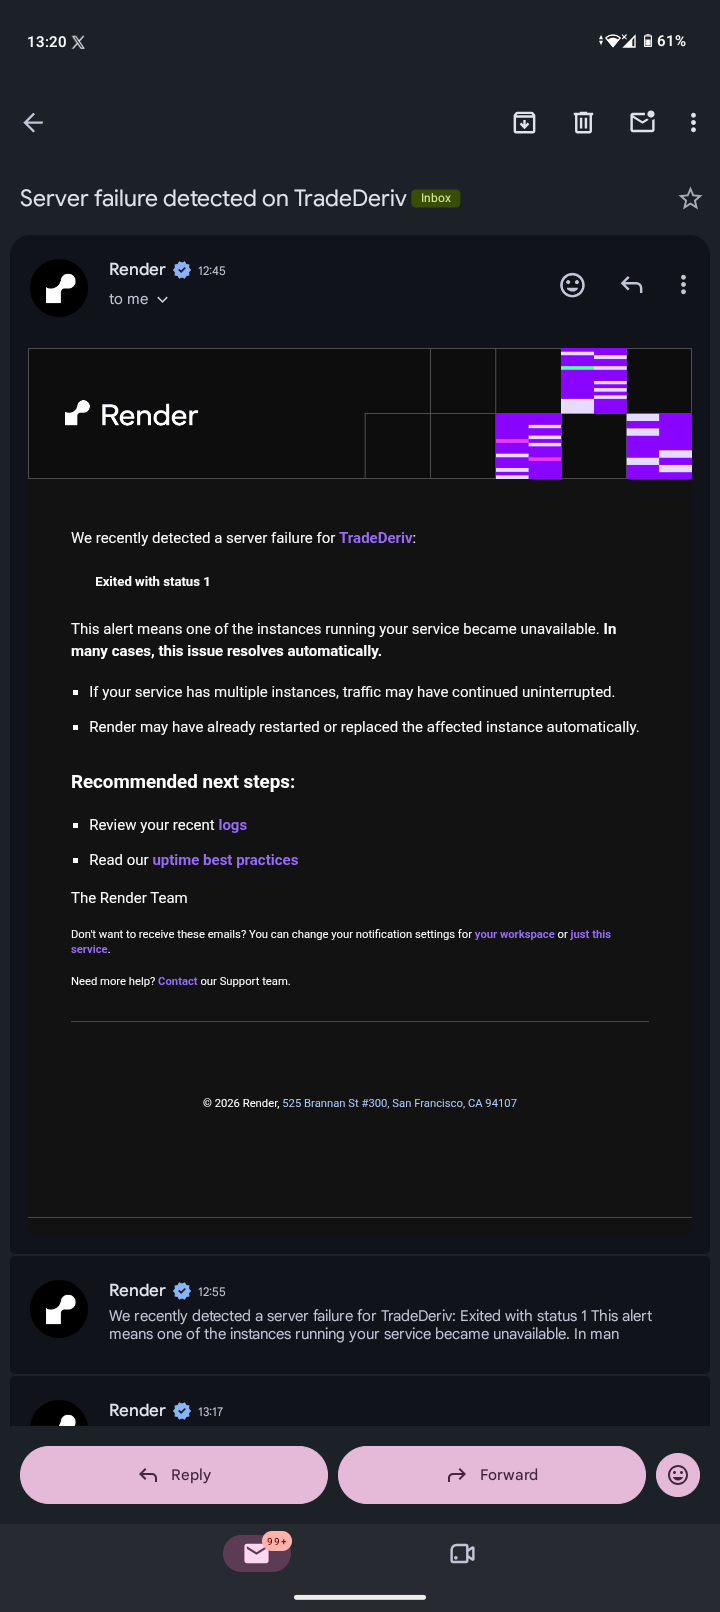 13:20 X
61%
Server failure detected on TradeDeriv Inbox
Render 12:45
to me
Render
We recently detected a server failure for TradeDeriv:
Exited with status 1
This alert means one of the instances running your service became unavailable. In
many cases, this issue resolves automatically.
If your service has multiple instances, traffic may have continued uninterrupted.
Render may have already restarted or replaced the affected instance automatically.
Recommended next steps:
Review your recent logs
Read our uptime best practices
The Render Team
Don't want to receive these emails? You can change your notification settings for your workspace or just this
service.
Need more help? Contact our Support team.
© 2026 Render, 525 Brannan St #300, San Francisco, CA 94107
Render 12:55
We recently detected a server failure for TradeDeriv: Exited with status 1 This alert
means one of the instances running your service became unavailable. In man
Render 13:17
Reply
Forward
99+